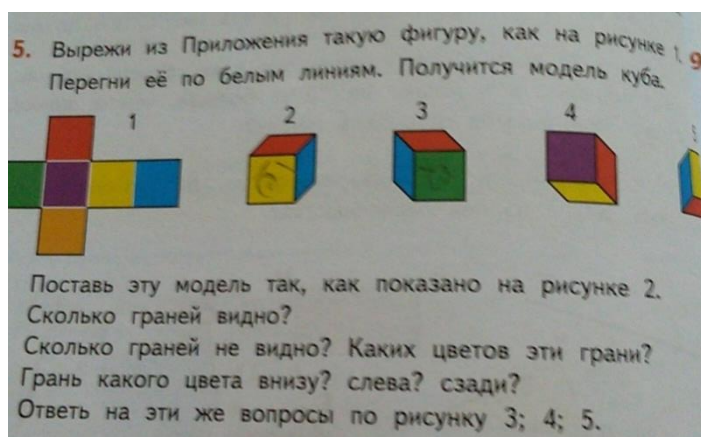 5. Вырежи из Приложения такую фигуру, как на рисунке 1.
Перегни её по белым линиям. Получится модель куба.
9
1
2
3
4
5
Поставь эту модель так, как показано на рисунке 2.
Сколько граней видно?
Сколько граней не видно? Каких цветов эти грани?
Грань какого цвета внизу? слева? сзади?
Ответь на эти же вопросы по рисунку 3; 4; 5.